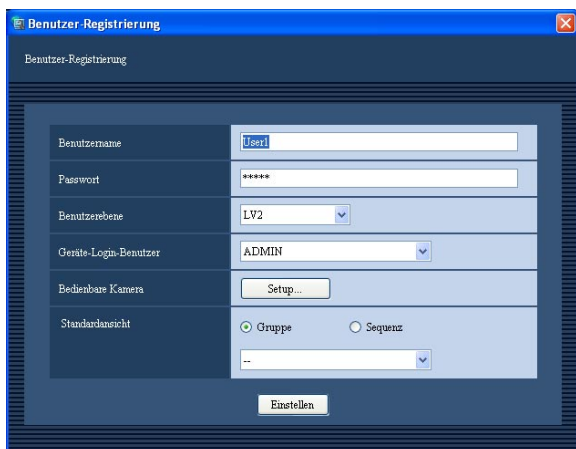 Benutzer-Registrierung
Benutzer-Registrierung
Benutzername User1
Passwort *****
Benutzerebene LV2
Geräte-Login-Benutzer ADMIN
Bedienbare Kamera Setup...
Standardansicht Gruppe Sequenz
--
Einstellen